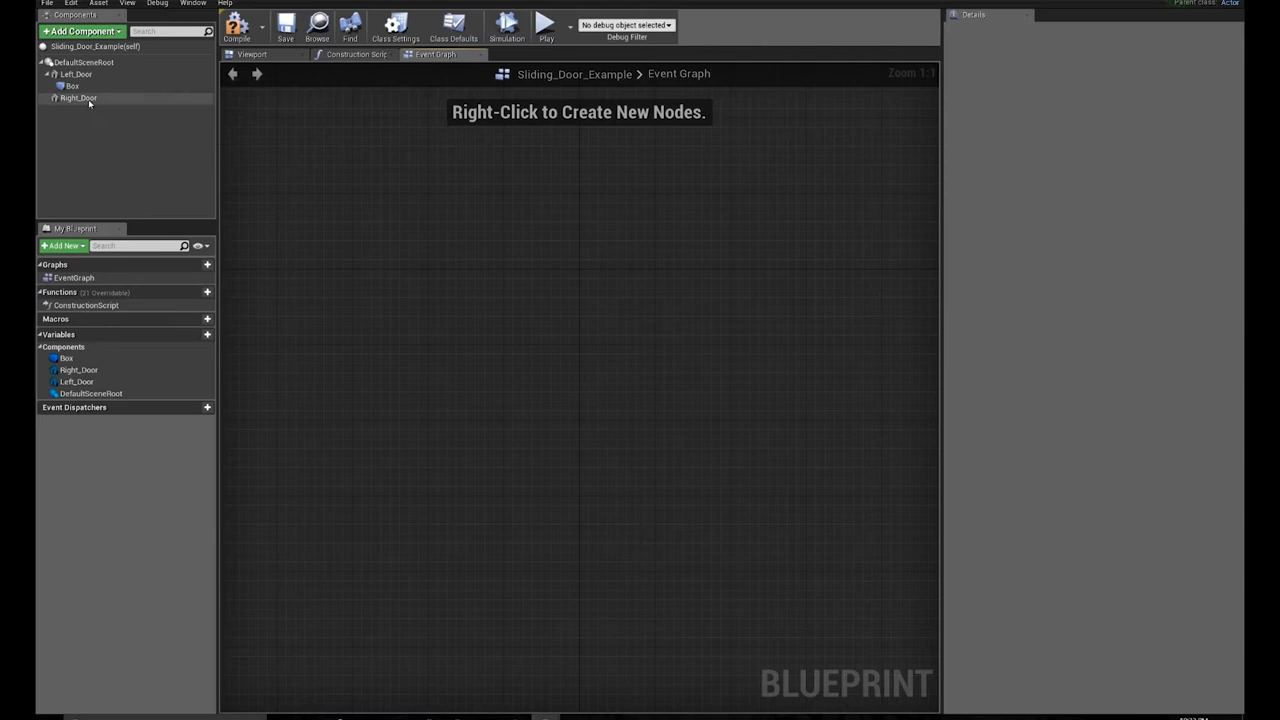 File Edit Asset View Debug Window Help
Parent class: Actor
Components
Details
+Add Component
Search
Compile Save Browse Find Class Settings Class Defaults Simulation Play
No debug object selected
Debug Filter
Sliding_Door_Example(self)
Viewport Construction Scrip Event Graph
DefaultSceneRoot
Left_Door
Box
Right_Door
Sliding_Door_Example > Event Graph
Zoom 1:1
Right-Click to Create New Nodes.
My Blueprint
+Add New
Search
Graphs
EventGraph
Functions (21 Overridable)
ConstructionScript
Macros
Variables
Components
Box
Right_Door
Left_Door
DefaultSceneRoot
Event Dispatchers
BLUEPRINT